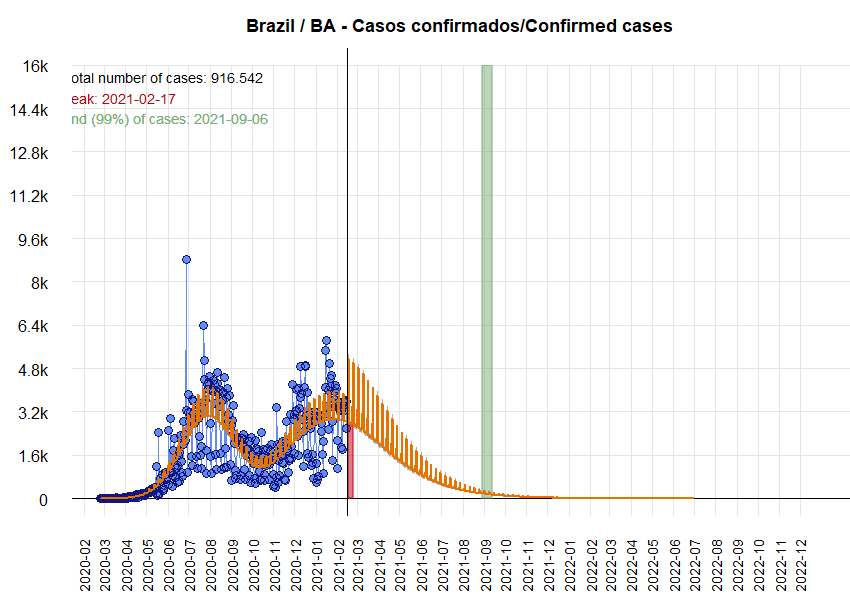 Brazil / BA - Casos confirmados/Confirmed cases
16k
otal number of cases: 916.542
eak: 2021-02-17
14.4k
nd (99%) of cases: 2021-09-06
12.8k
11.2k
9.6k
8k
6.4k
4.8k
3.2k
1.6k
0
2020-02
2020-03
2020-04
2020-05
2020-06
2020-07
2020-08
2020-09
2020-10
2020-11
2020-12
2021-01
2021-02
2021-03
2021-04
2021-05
2021-06
2021-07
2021-08
2021-09
2021-10
2021-11
2021-12
2022-01
2022-02
2022-03
2022-04
2022-05
2022-06
2022-07
2022-08
2022-09
2022-10
2022-11
2022-12